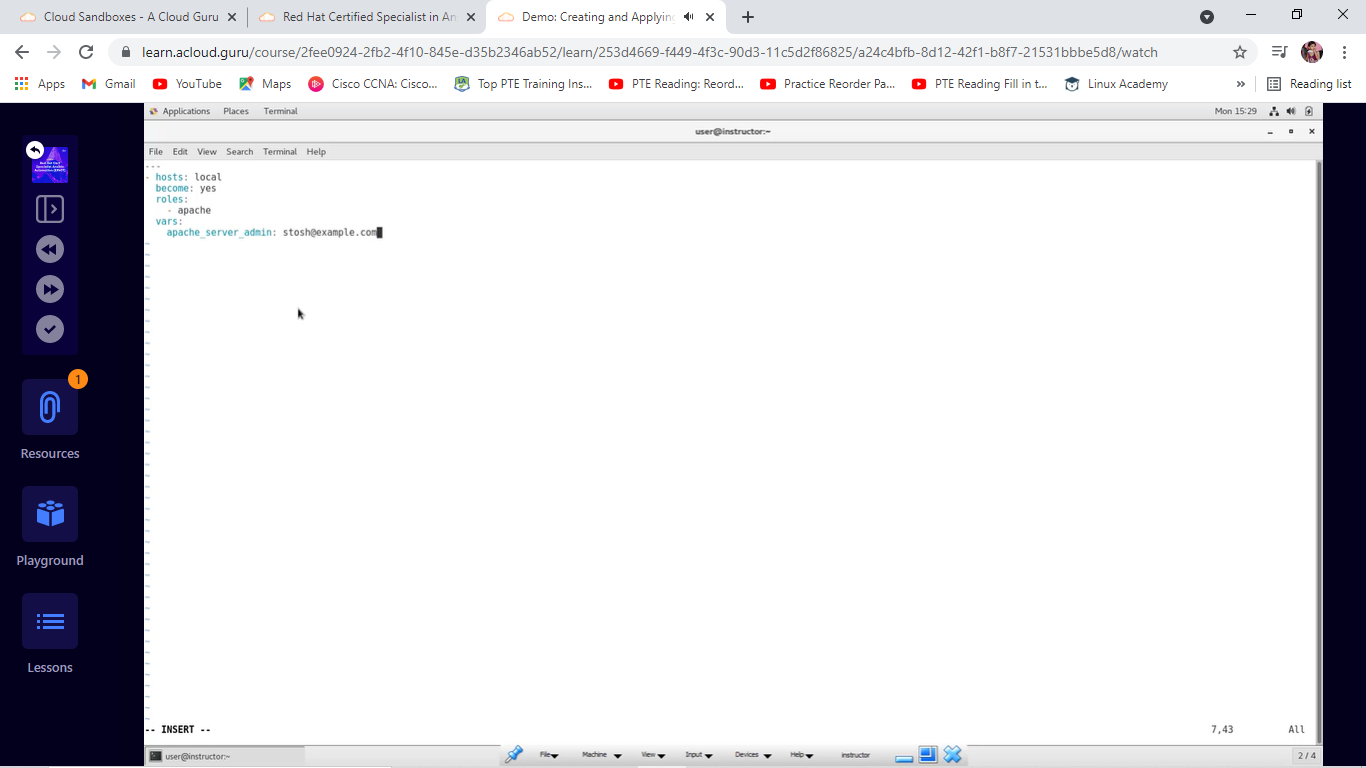 Cloud Sandboxes - A Cloud Guru
Red Hat Certified Specialist in An
Demo: Creating and Applying
learn.acloud.guru/course/2fee0924-2fb2-4f10-845e-d35b2346ab52/learn/253d4669-f449-4f3c-90d3-11c5d2f86825/a24c4bfb-8d12-42f1-b8f7-21531bbbe5d8/watch
Apps Gmail YouTube Maps Cisco CCNA: Cisco... Top PTE Training Ins... PTE Reading: Reord... Practice Reorder Pa... PTE Reading Fill in t... Linux Academy » Reading list
Applications Places Terminal Mon 15:29
user@instructor:~
File Edit View Search Terminal Help
---
- hosts: local
become: yes
roles:
- apache
vars:
apache_server_admin: stosh@example.com
1
Resources
Playground
Lessons
-- INSERT -- 7,43 All
user@instructor:~ File Machine View Input Devices Help instructor 2 / 4